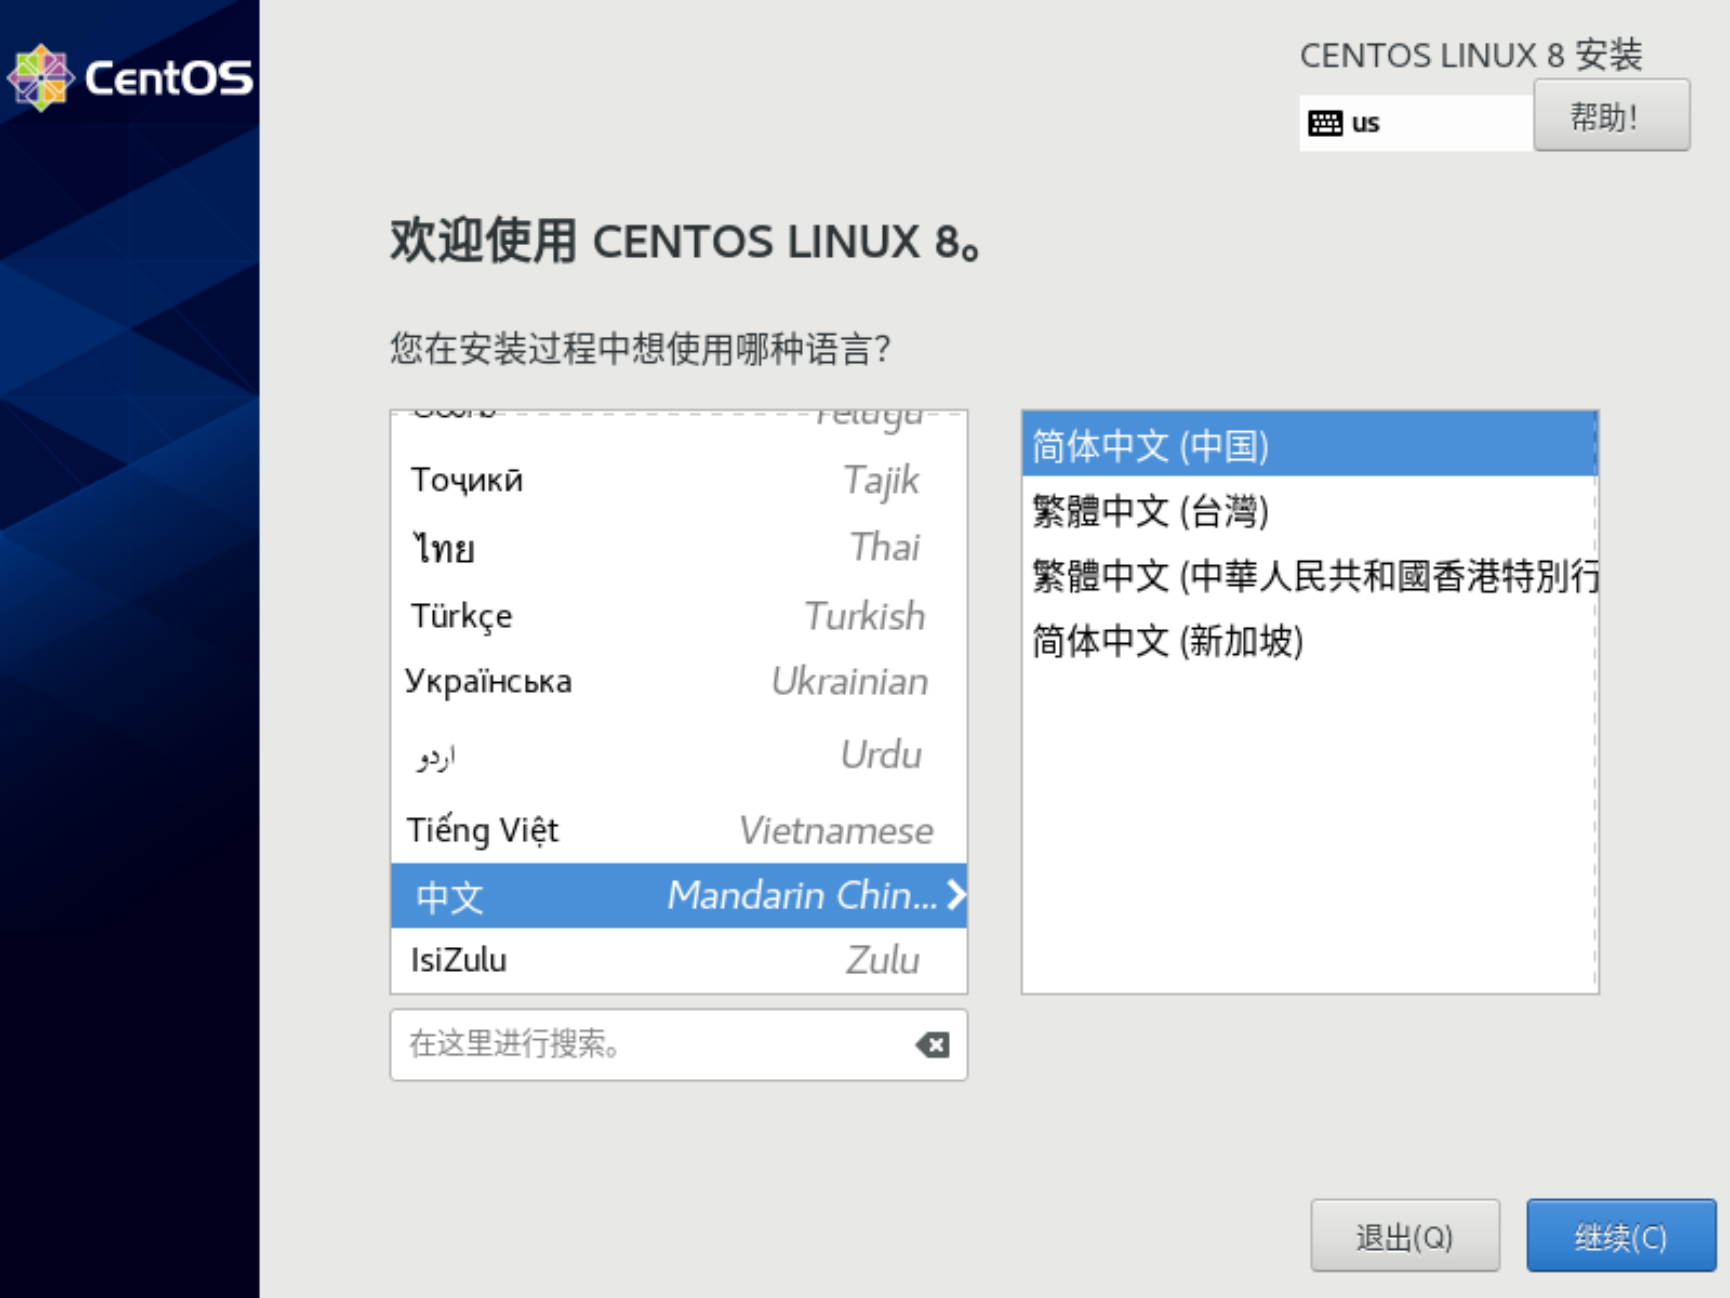 CentOS
CENTOS LINUX 8 安装
us
帮助！
欢迎使用 CENTOS LINUX 8。
您在安装过程中想使用哪种语言？
Telugu
Тоҷикӣ Tajik
ไทย Thai
Türkçe Turkish
Українська Ukrainian
اردو Urdu
Tiếng Việt Vietnamese
中文 Mandarin Chin...
IsiZulu Zulu
在这里进行搜索。
简体中文 (中国)
繁體中文 (台灣)
繁體中文 (中華人民共和國香港特別行
简体中文 (新加坡)
退出(Q)
继续(C)